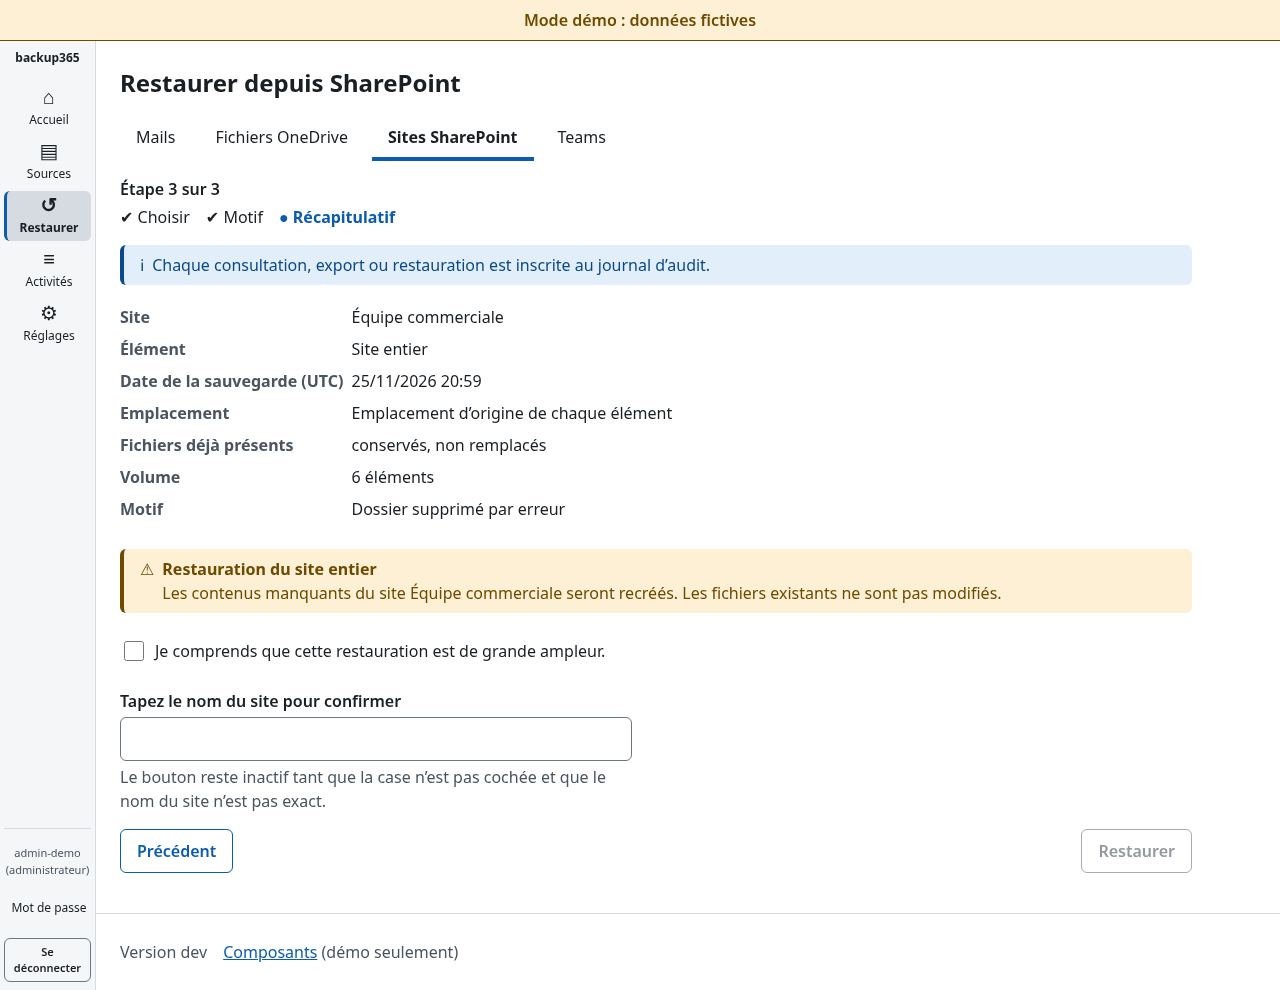 Mode démo : données fictives
backup365
Accueil
Sources
Restaurer
Activités
Réglages
admin-demo
(administrateur)
Mot de passe
Se
déconnecter
Restaurer depuis SharePoint
Mails Fichiers OneDrive Sites SharePoint Teams
Étape 3 sur 3
✔ Choisir ✔ Motif ● Récapitulatif
i Chaque consultation, export ou restauration est inscrite au journal d’audit.
Site Équipe commerciale
Élément Site entier
Date de la sauvegarde (UTC) 25/11/2026 20:59
Emplacement Emplacement d’origine de chaque élément
Fichiers déjà présents conservés, non remplacés
Volume 6 éléments
Motif Dossier supprimé par erreur
⚠ Restauration du site entier
Les contenus manquants du site Équipe commerciale seront recréés. Les fichiers existants ne sont pas modifiés.
Je comprends que cette restauration est de grande ampleur.
Tapez le nom du site pour confirmer
Le bouton reste inactif tant que la case n’est pas cochée et que le
nom du site n’est pas exact.
Précédent Restaurer
Version dev Composants (démo seulement)